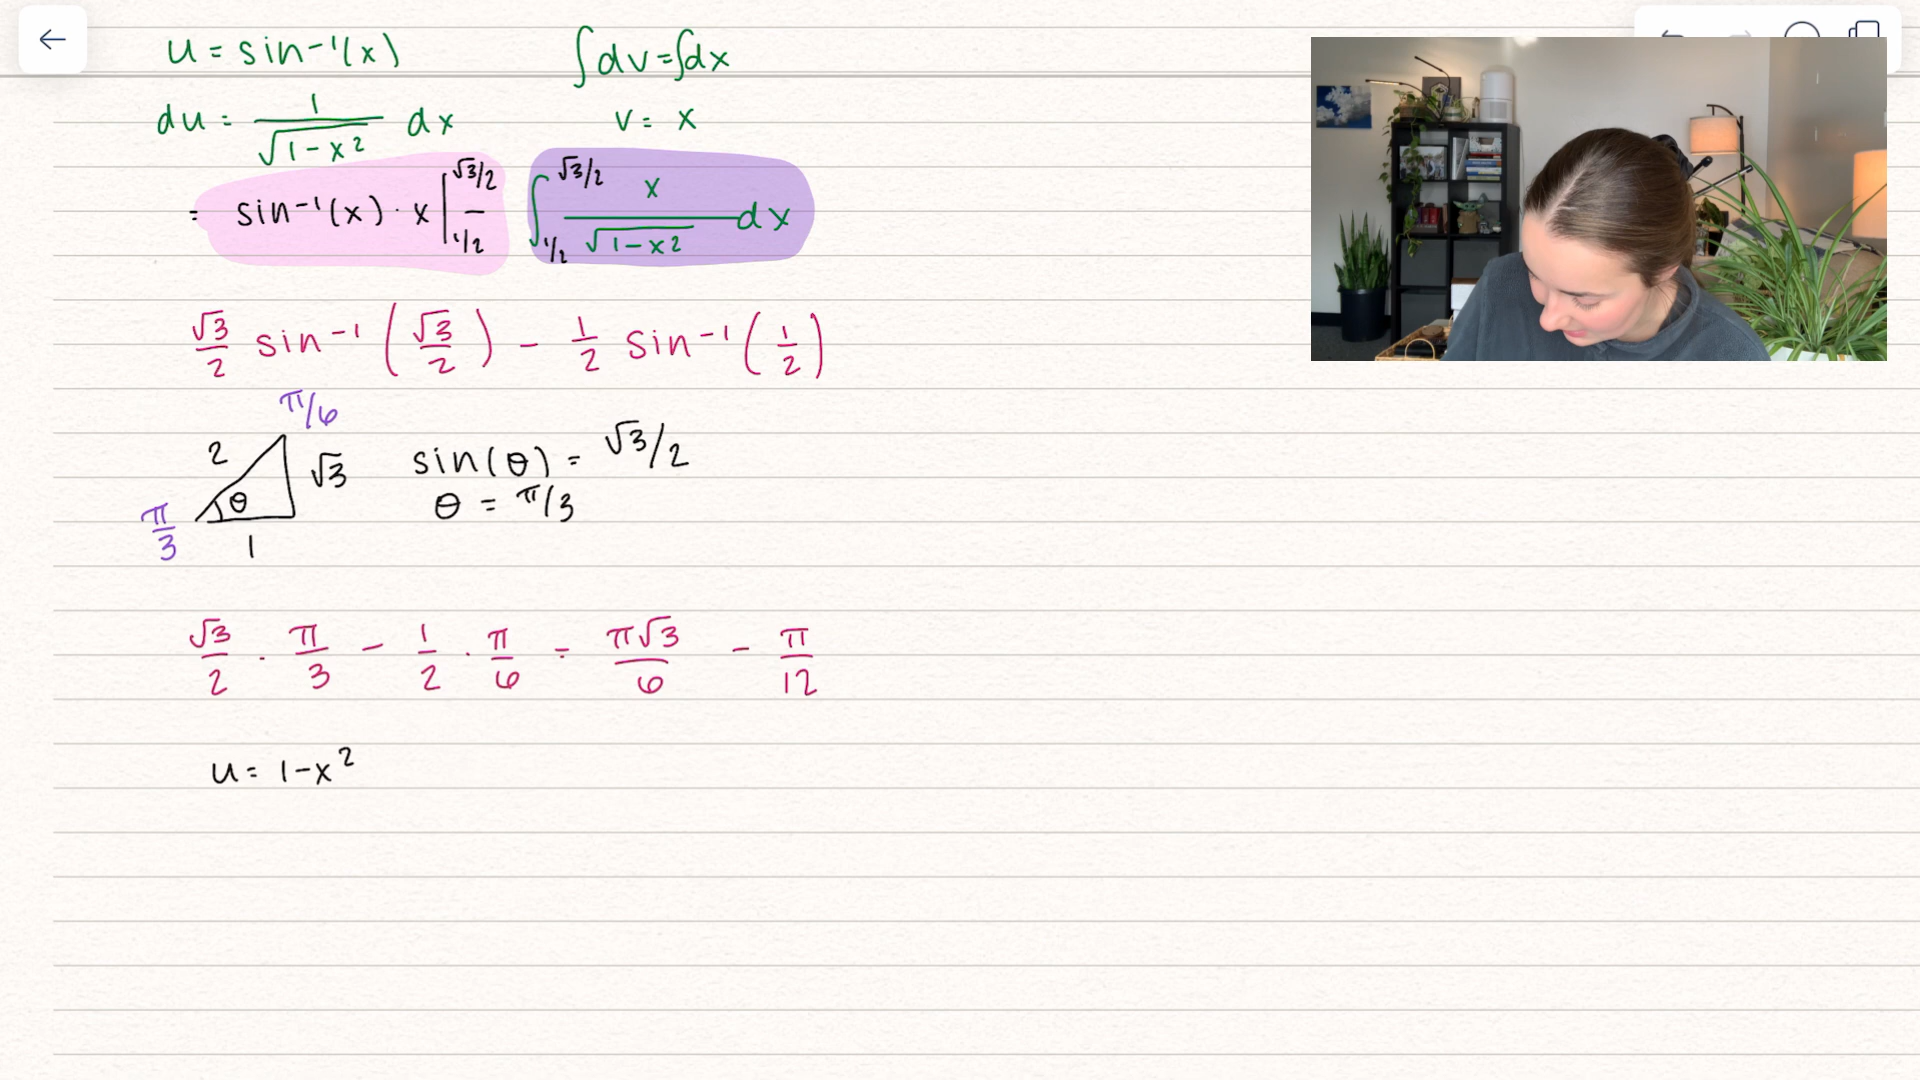 u = sin⁻¹(x) ∫dv = ∫dx
du = 1/√(1-x²) dx v = x
= sin⁻¹(x) · x |_{1/2}^{√3/2} - ∫_{1/2}^{√3/2} x/√(1-x²) dx
√3/2 sin⁻¹(√3/2) - 1/2 sin⁻¹(1/2)
π/6
2 √3 sin(θ) = √3/2
π/3 θ θ = π/3
1
√3/2 · π/3 - 1/2 · π/6 = π√3/6 - π/12
u = 1-x²